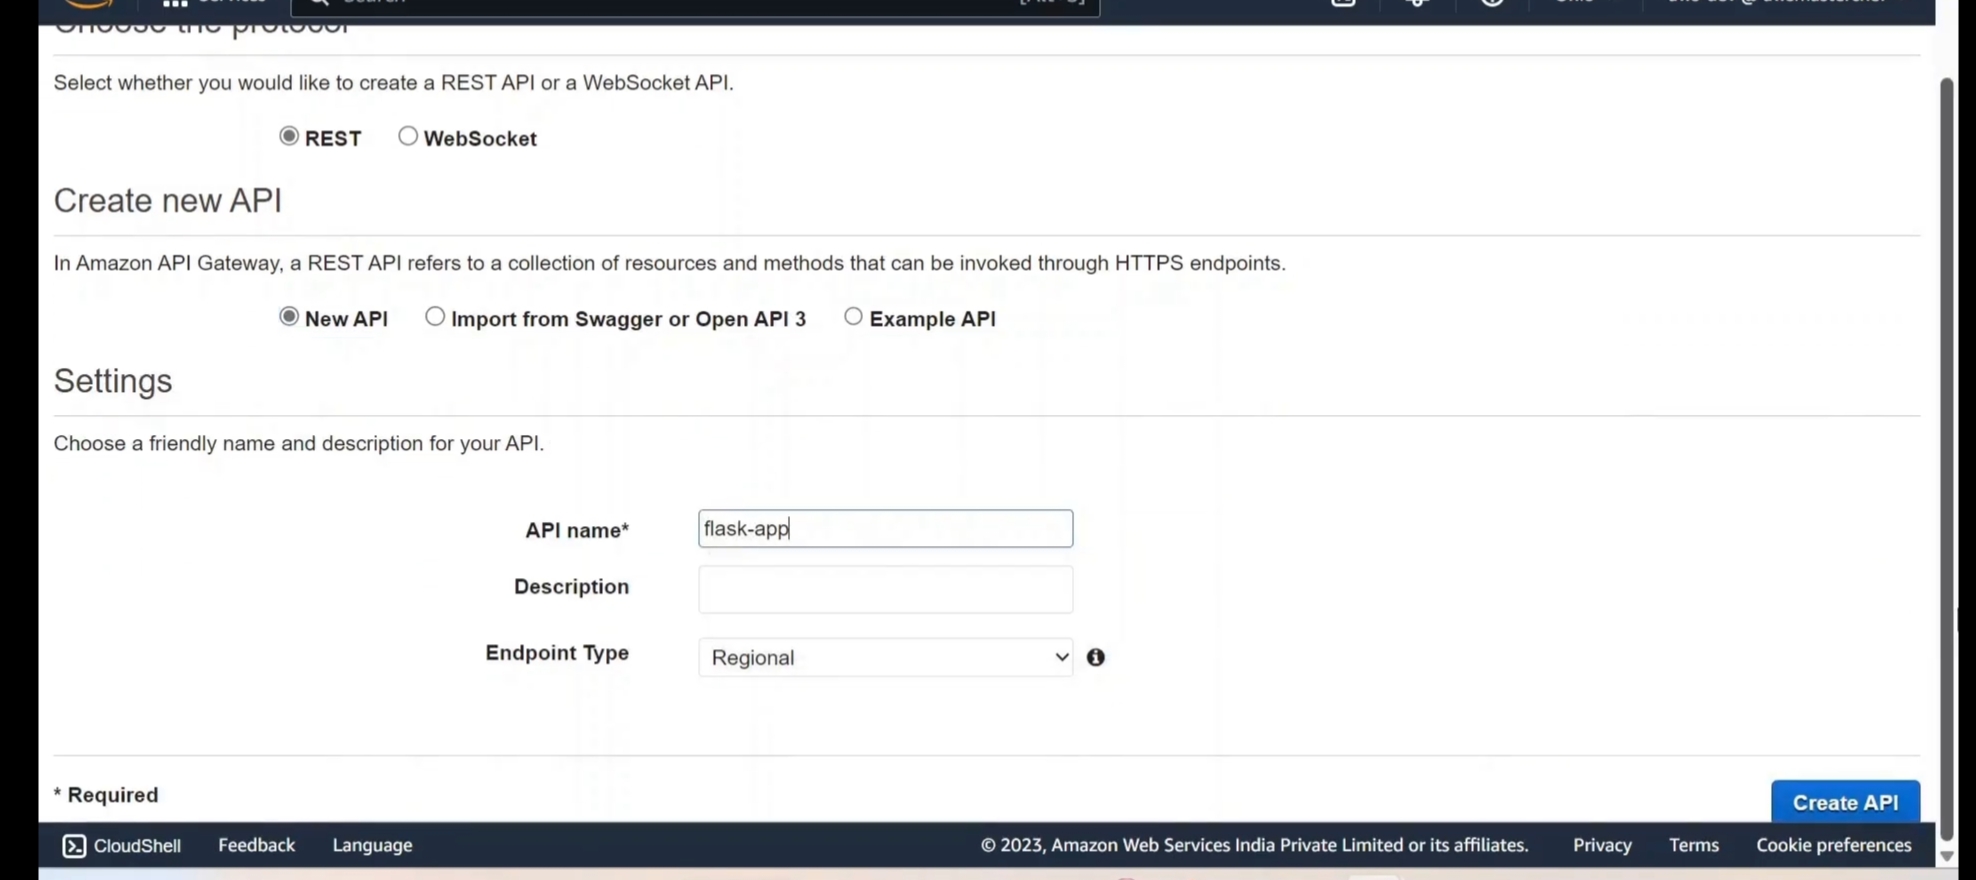 Choose the protocol
Select whether you would like to create a REST API or a WebSocket API.
REST WebSocket
Create new API
In Amazon API Gateway, a REST API refers to a collection of resources and methods that can be invoked through HTTPS endpoints.
New API Import from Swagger or Open API 3 Example API
Settings
Choose a friendly name and description for your API.
API name* flask-app
Description
Endpoint Type Regional
* Required
Create API
CloudShell Feedback Language © 2023, Amazon Web Services India Private Limited or its affiliates. Privacy Terms Cookie preferences